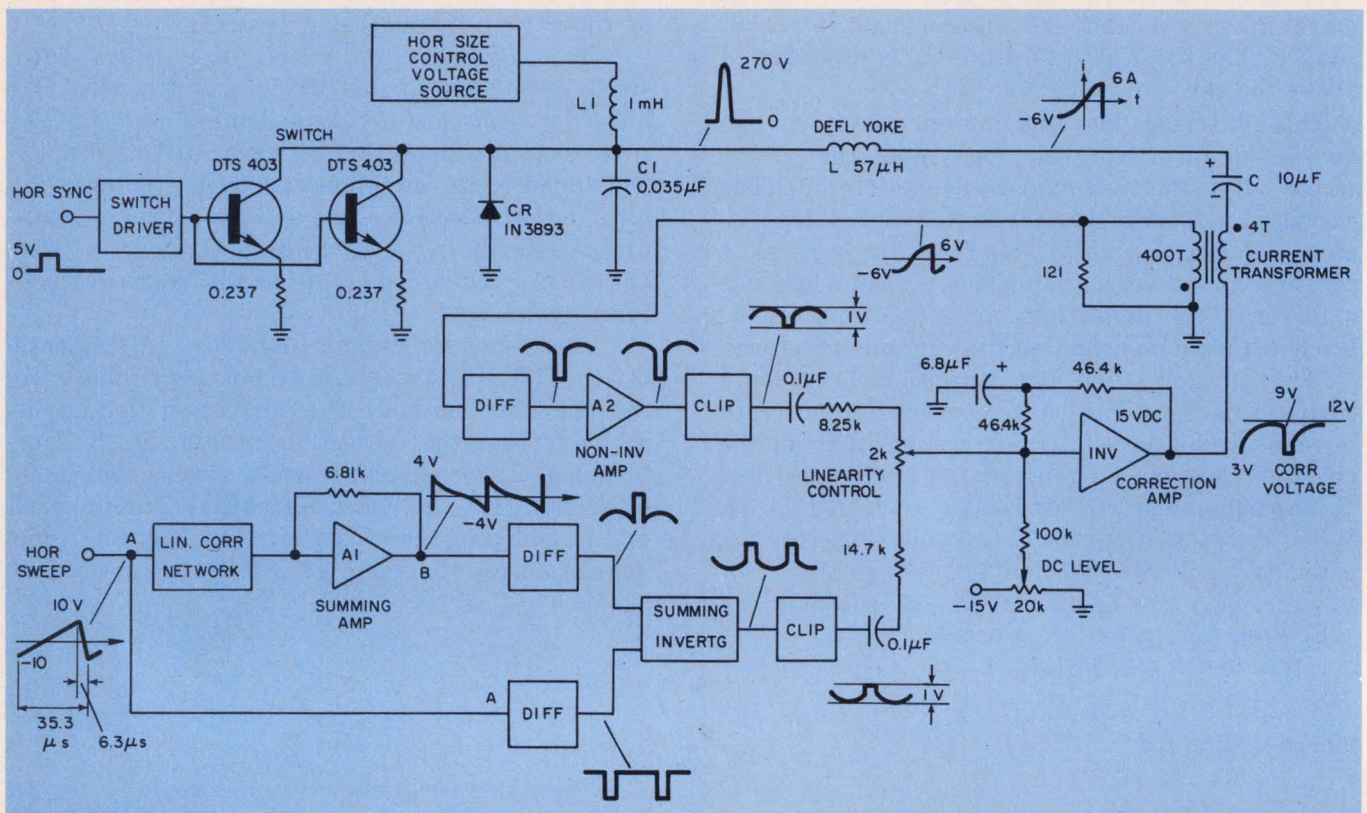 HOR SIZE
CONTROL
VOLTAGE
SOURCE
L1
1 mH
270 V
0
i
6 A
t
-6V
DEFL YOKE
L 57μH
SWITCH
DTS 403
DTS 403
HOR SYNC
SWITCH
DRIVER
5V
0
0.237
0.237
CR
IN3893
C1
0.035μF
+
C
10μF
-
4T
400T
CURRENT
TRANSFORMER
121
6V
-6V
1V
DIFF
A2
NON-INV
AMP
CLIP
0.1μF
8.25k
2k
LINEARITY
CONTROL
14.7k
0.1μF
6.8μF
+
46.4k
46.4k
15VDC
INV
CORRECTION
AMP
9V
12V
3V
CORR
VOLTAGE
100k
DC LEVEL
-15V
20k
HOR
SWEEP
A
LIN. CORR
NETWORK
6.81k
A1
SUMMING
AMP
B
4V
-4V
DIFF
SUMMING
INVERTG
CLIP
1V
10V
-10
35.3
μs
6.3μs
A
DIFF